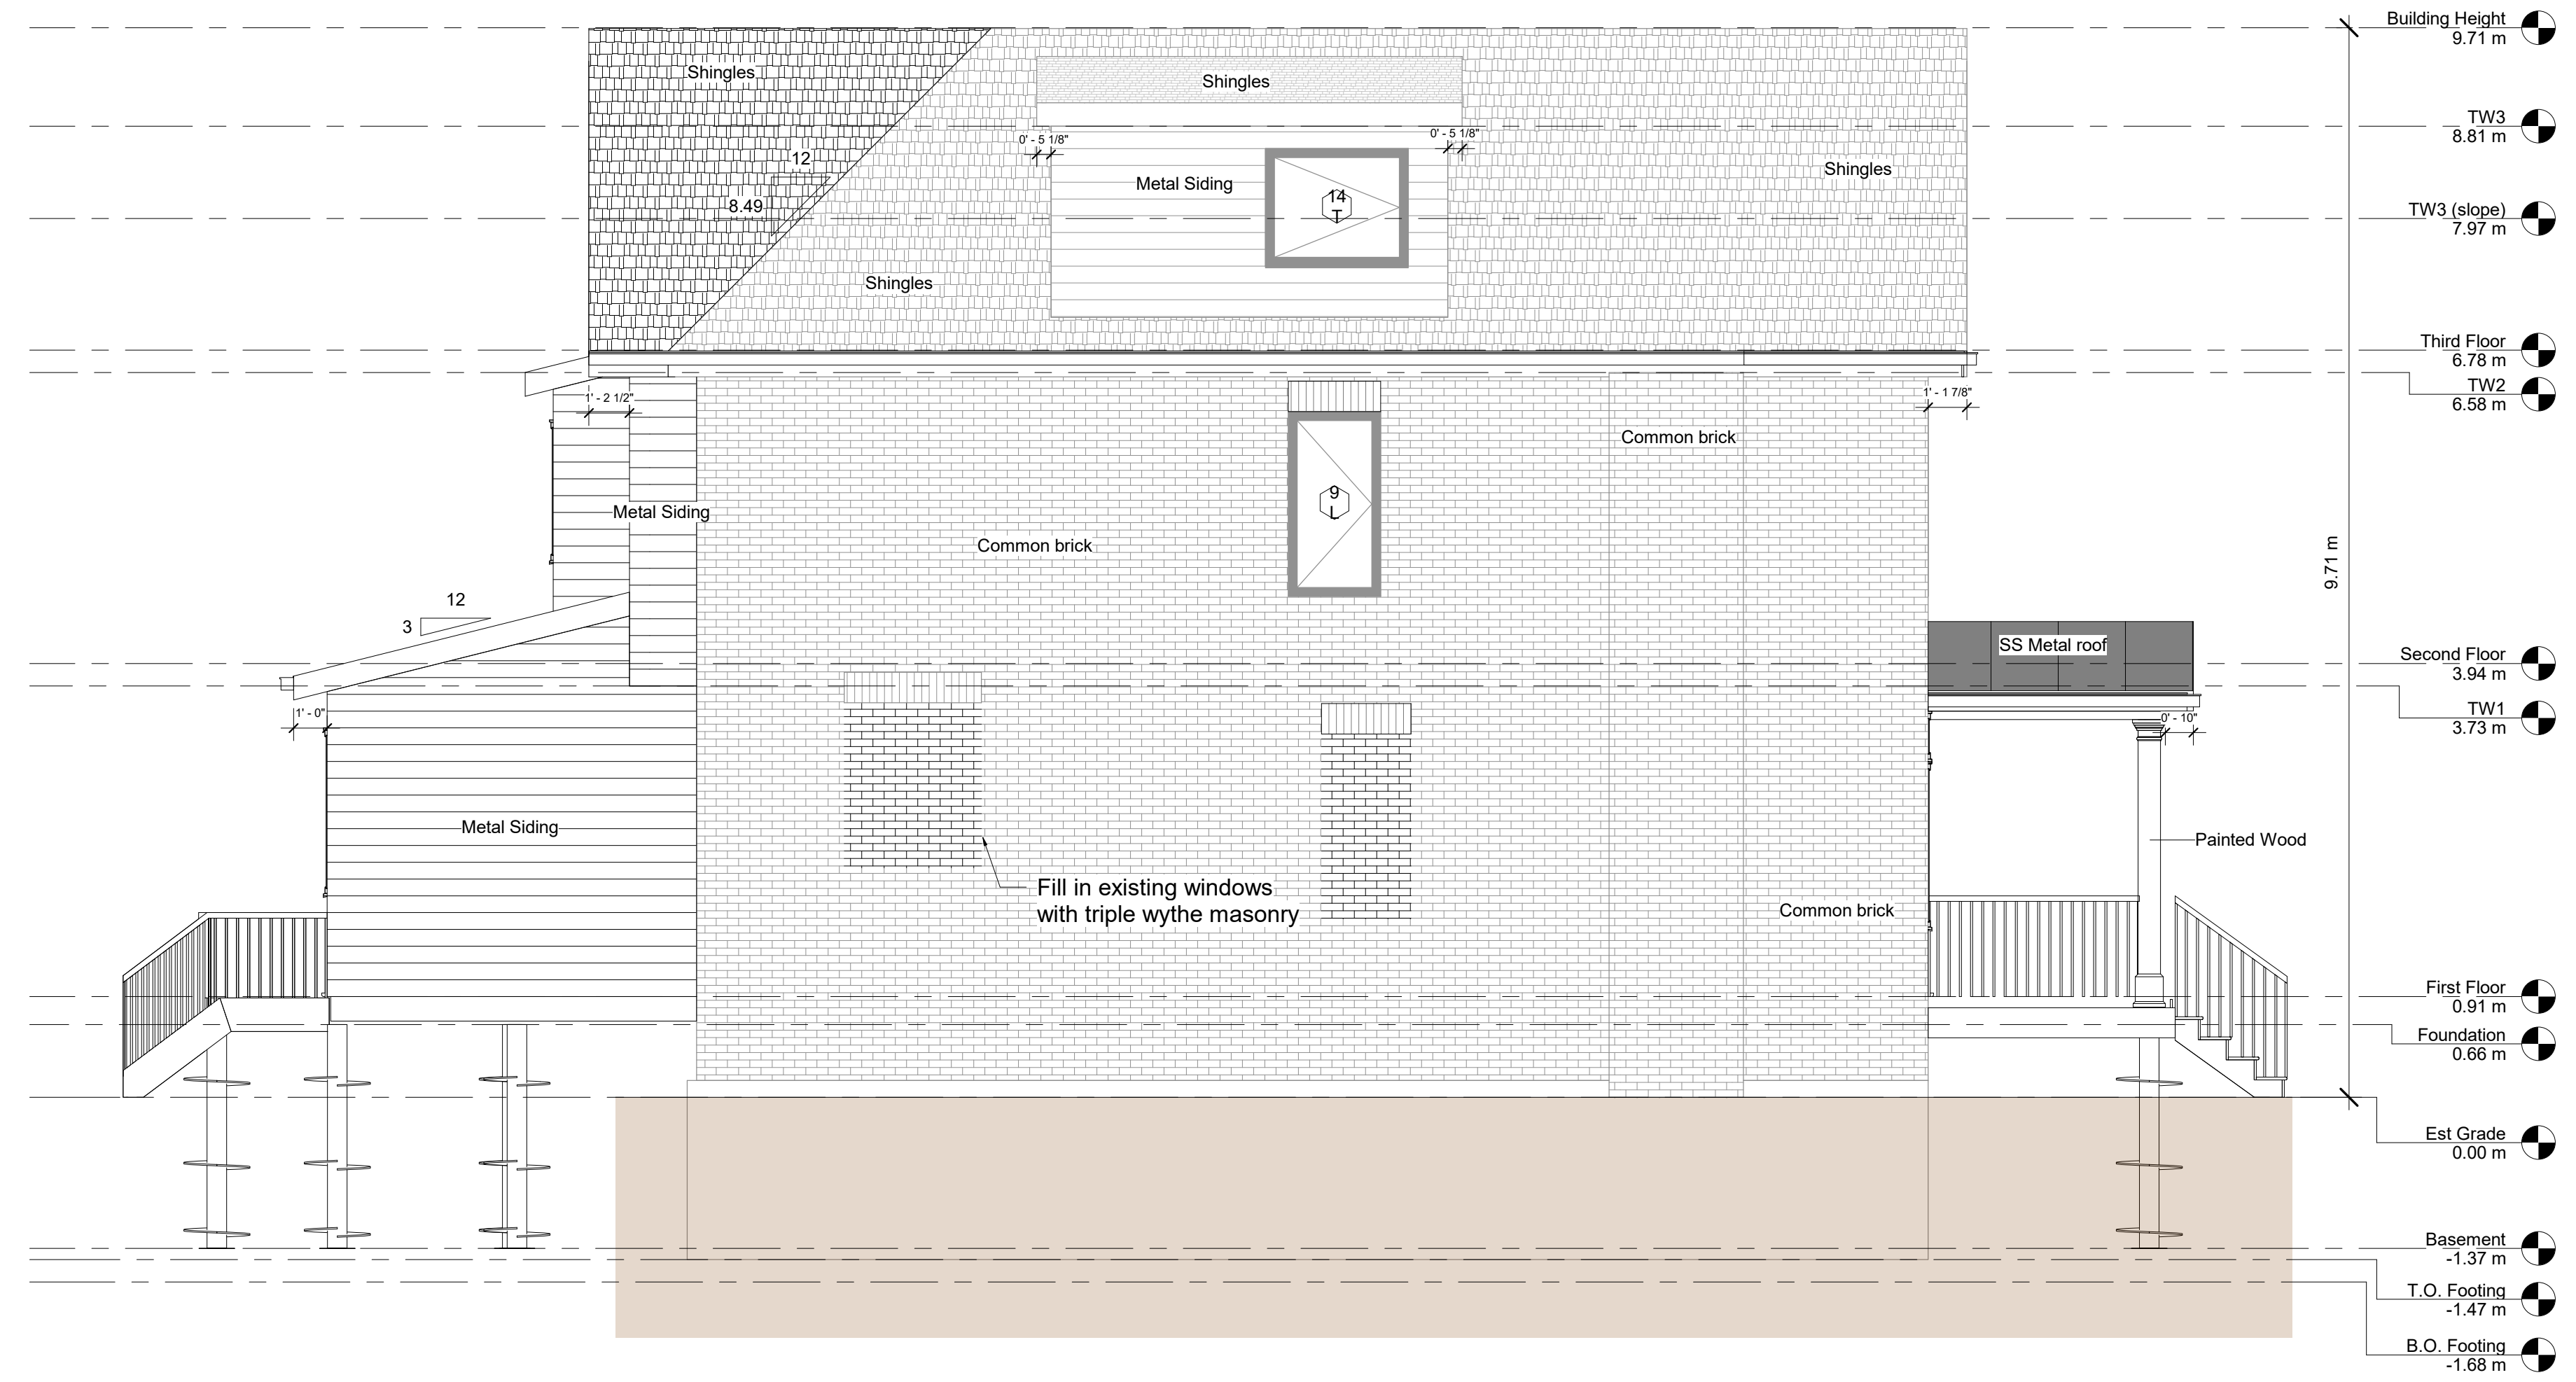 Building Height
9.71 m
Shingles
Shingles
TW3
8.81 m
0' - 5 1/8"
0' - 5 1/8"
12
8.49
Metal Siding
14
T
Shingles
TW3 (slope)
7.97 m
Shingles
Third Floor
6.78 m
TW2
6.58 m
1' - 2 1/2"
1' - 1 7/8"
Common brick
9
L
Metal Siding
Common brick
9.71 m
12
3
SS Metal roof
Second Floor
3.94 m
TW1
3.73 m
1' - 0"
0' - 10"
Metal Siding
Painted Wood
Fill in existing windows
with triple wythe masonry
Common brick
First Floor
0.91 m
Foundation
0.66 m
Est Grade
0.00 m
Basement
-1.37 m
T.O. Footing
-1.47 m
B.O. Footing
-1.68 m